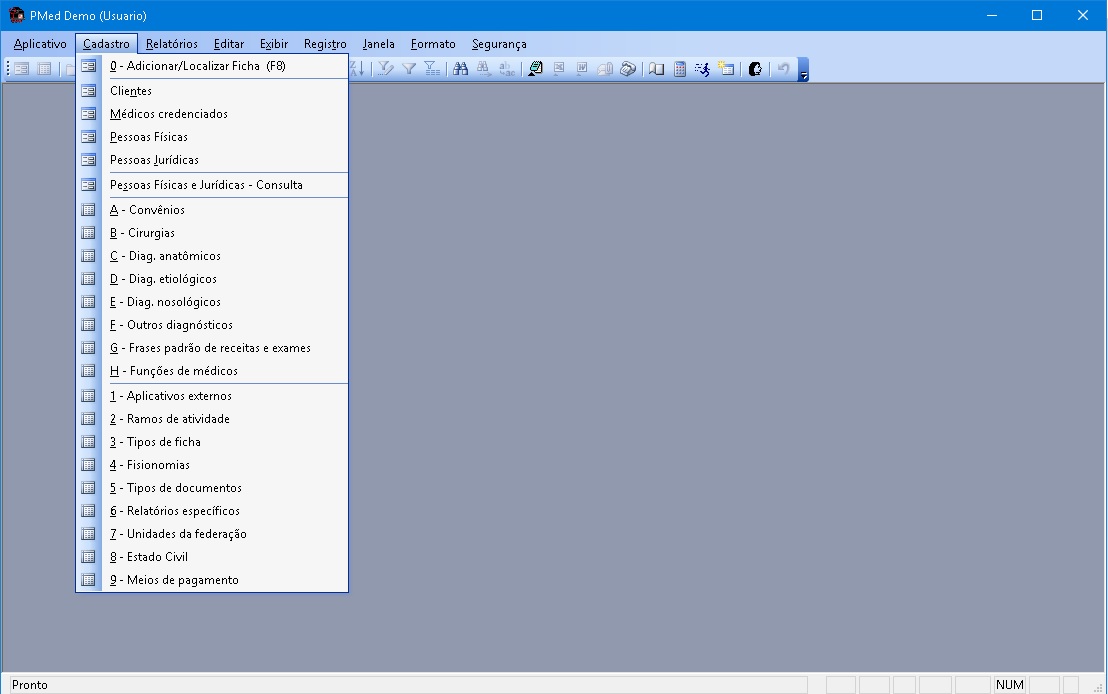 PMed Demo (Usuario)
Aplicativo Cadastro Relatórios Editar Exibir Registro Janela Formato Segurança
0 - Adicionar/Localizar Ficha (F8)
Clientes
Médicos credenciados
Pessoas Físicas
Pessoas Jurídicas
Pessoas Físicas e Jurídicas - Consulta
A - Convênios
B - Cirurgias
C - Diag. anatômicos
D - Diag. etiológicos
E - Diag. nosológicos
F - Outros diagnósticos
G - Frases padrão de receitas e exames
H - Funções de médicos
1 - Aplicativos externos
2 - Ramos de atividade
3 - Tipos de ficha
4 - Fisionomias
5 - Tipos de documentos
6 - Relatórios específicos
7 - Unidades da federação
8 - Estado Civil
9 - Meios de pagamento
Pronto NUM